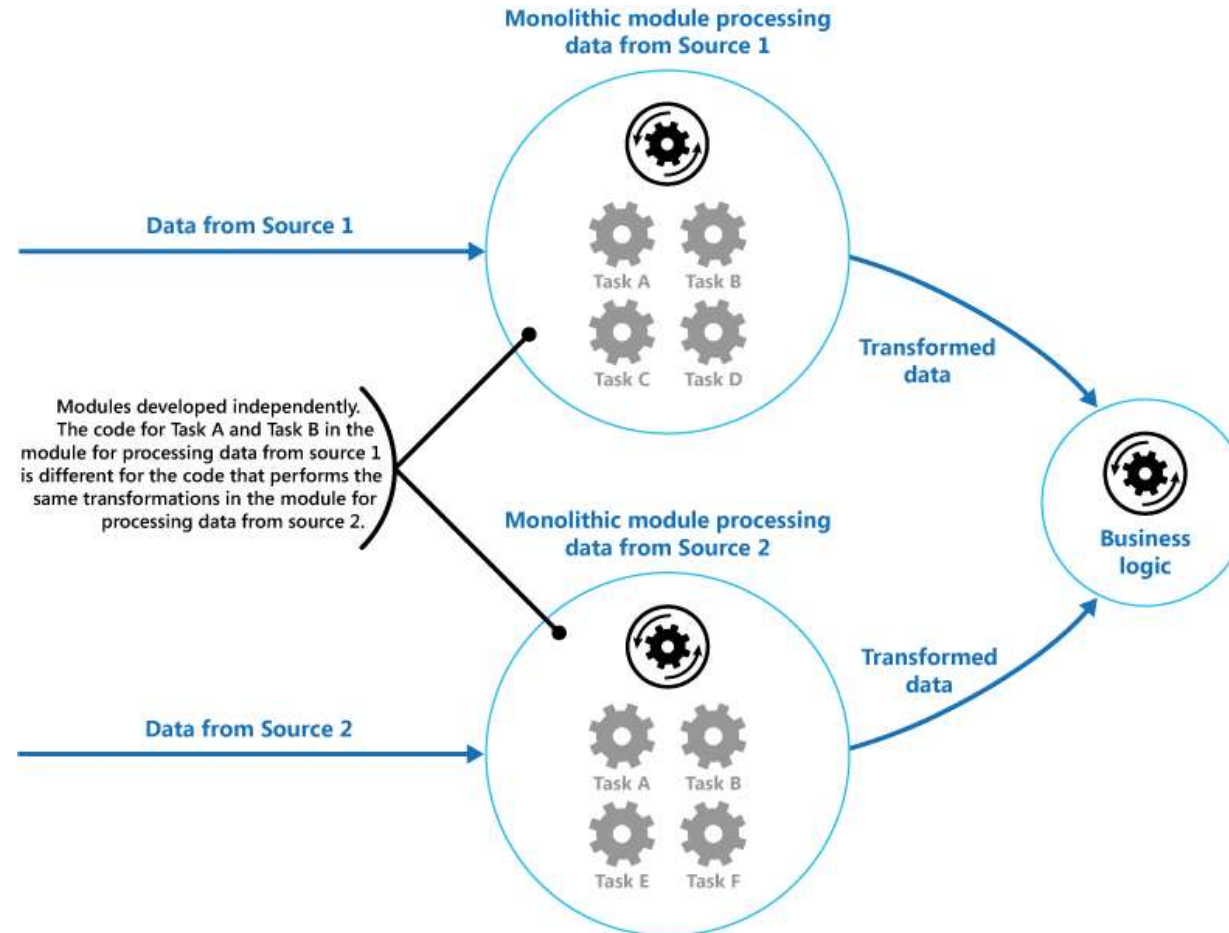 Monolithic module processing
data from Source 1
Data from Source 1
Task A
Task B
Task C
Task D
Transformed
data
Modules developed independently.
The code for Task A and Task B in the
module for processing data from source 1
is different for the code that performs the
same transformations in the module for
processing data from source 2.
Business
logic
Monolithic module processing
data from Source 2
Data from Source 2
Task A
Task B
Task E
Task F
Transformed
data